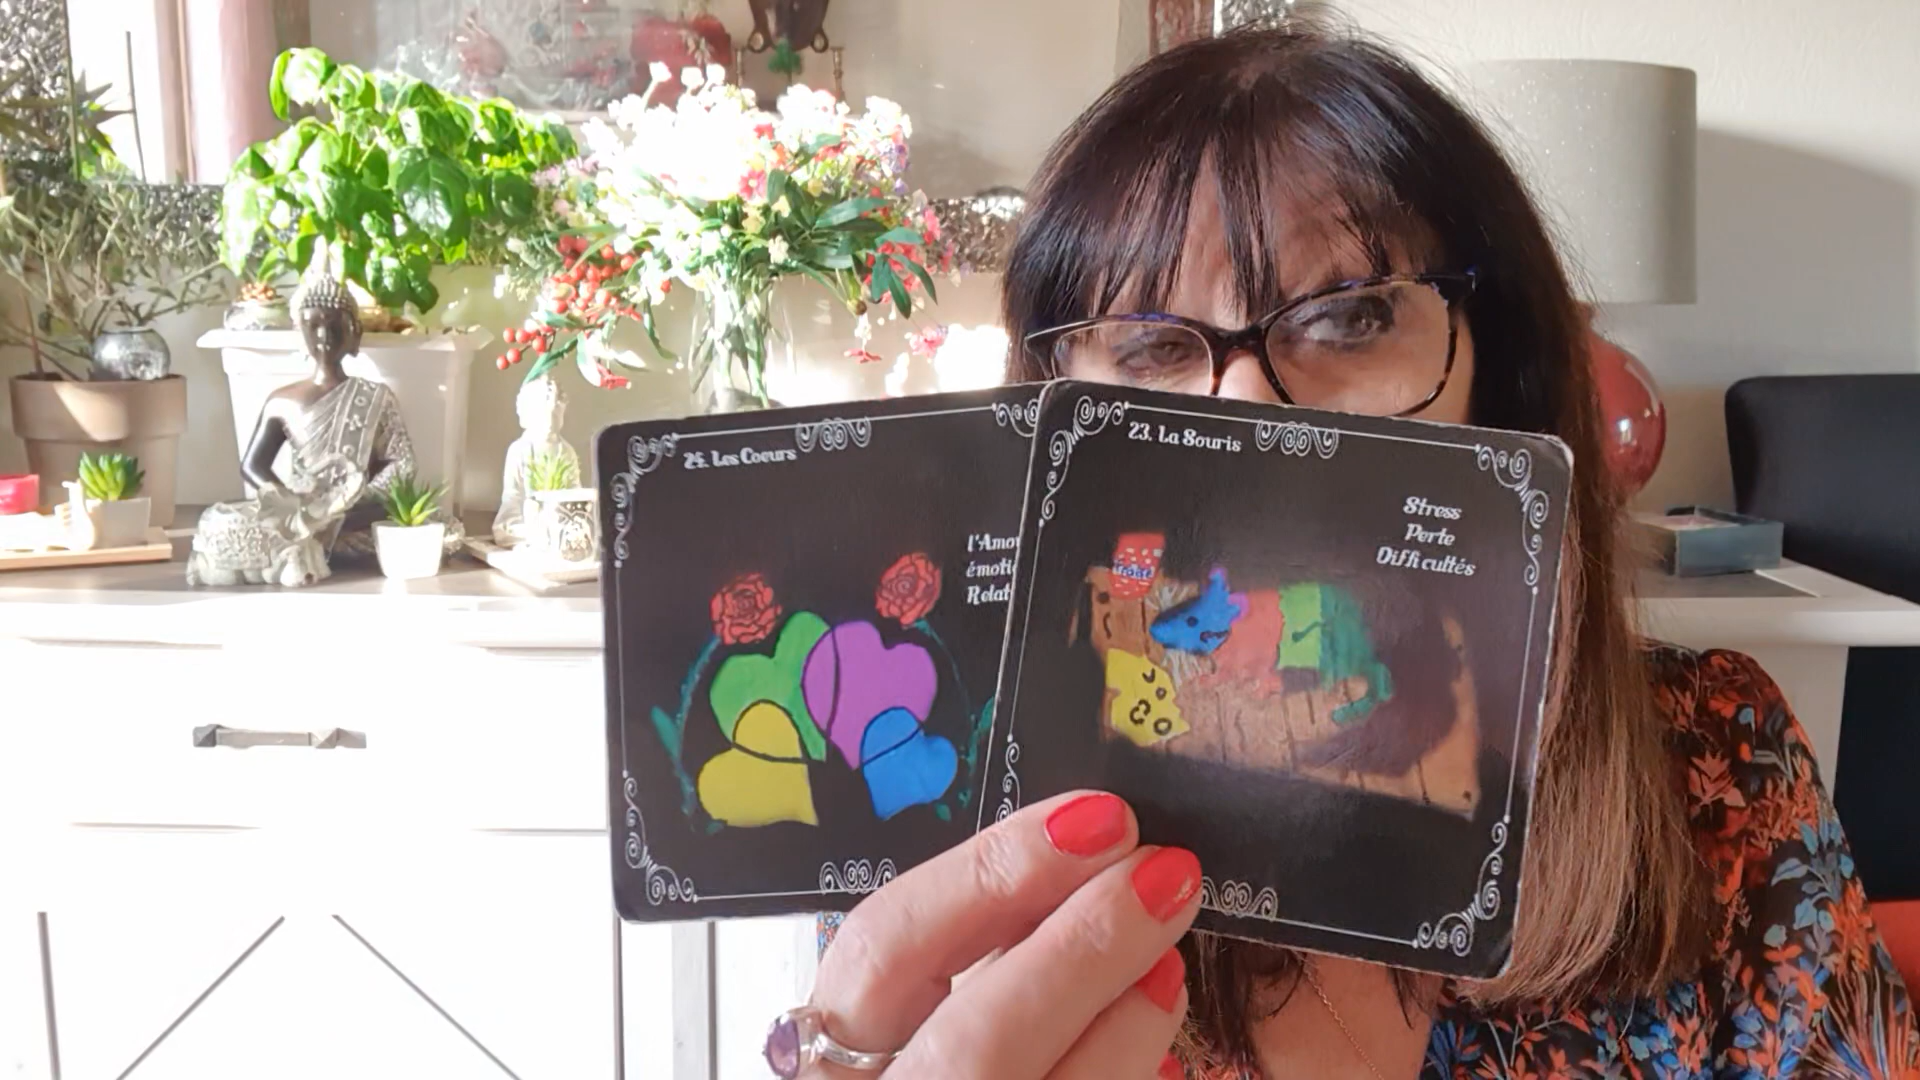 24. Les Coeurs
l'Amo
émoti
Relat
23. La Souris
Stress
Perte
Difficultés